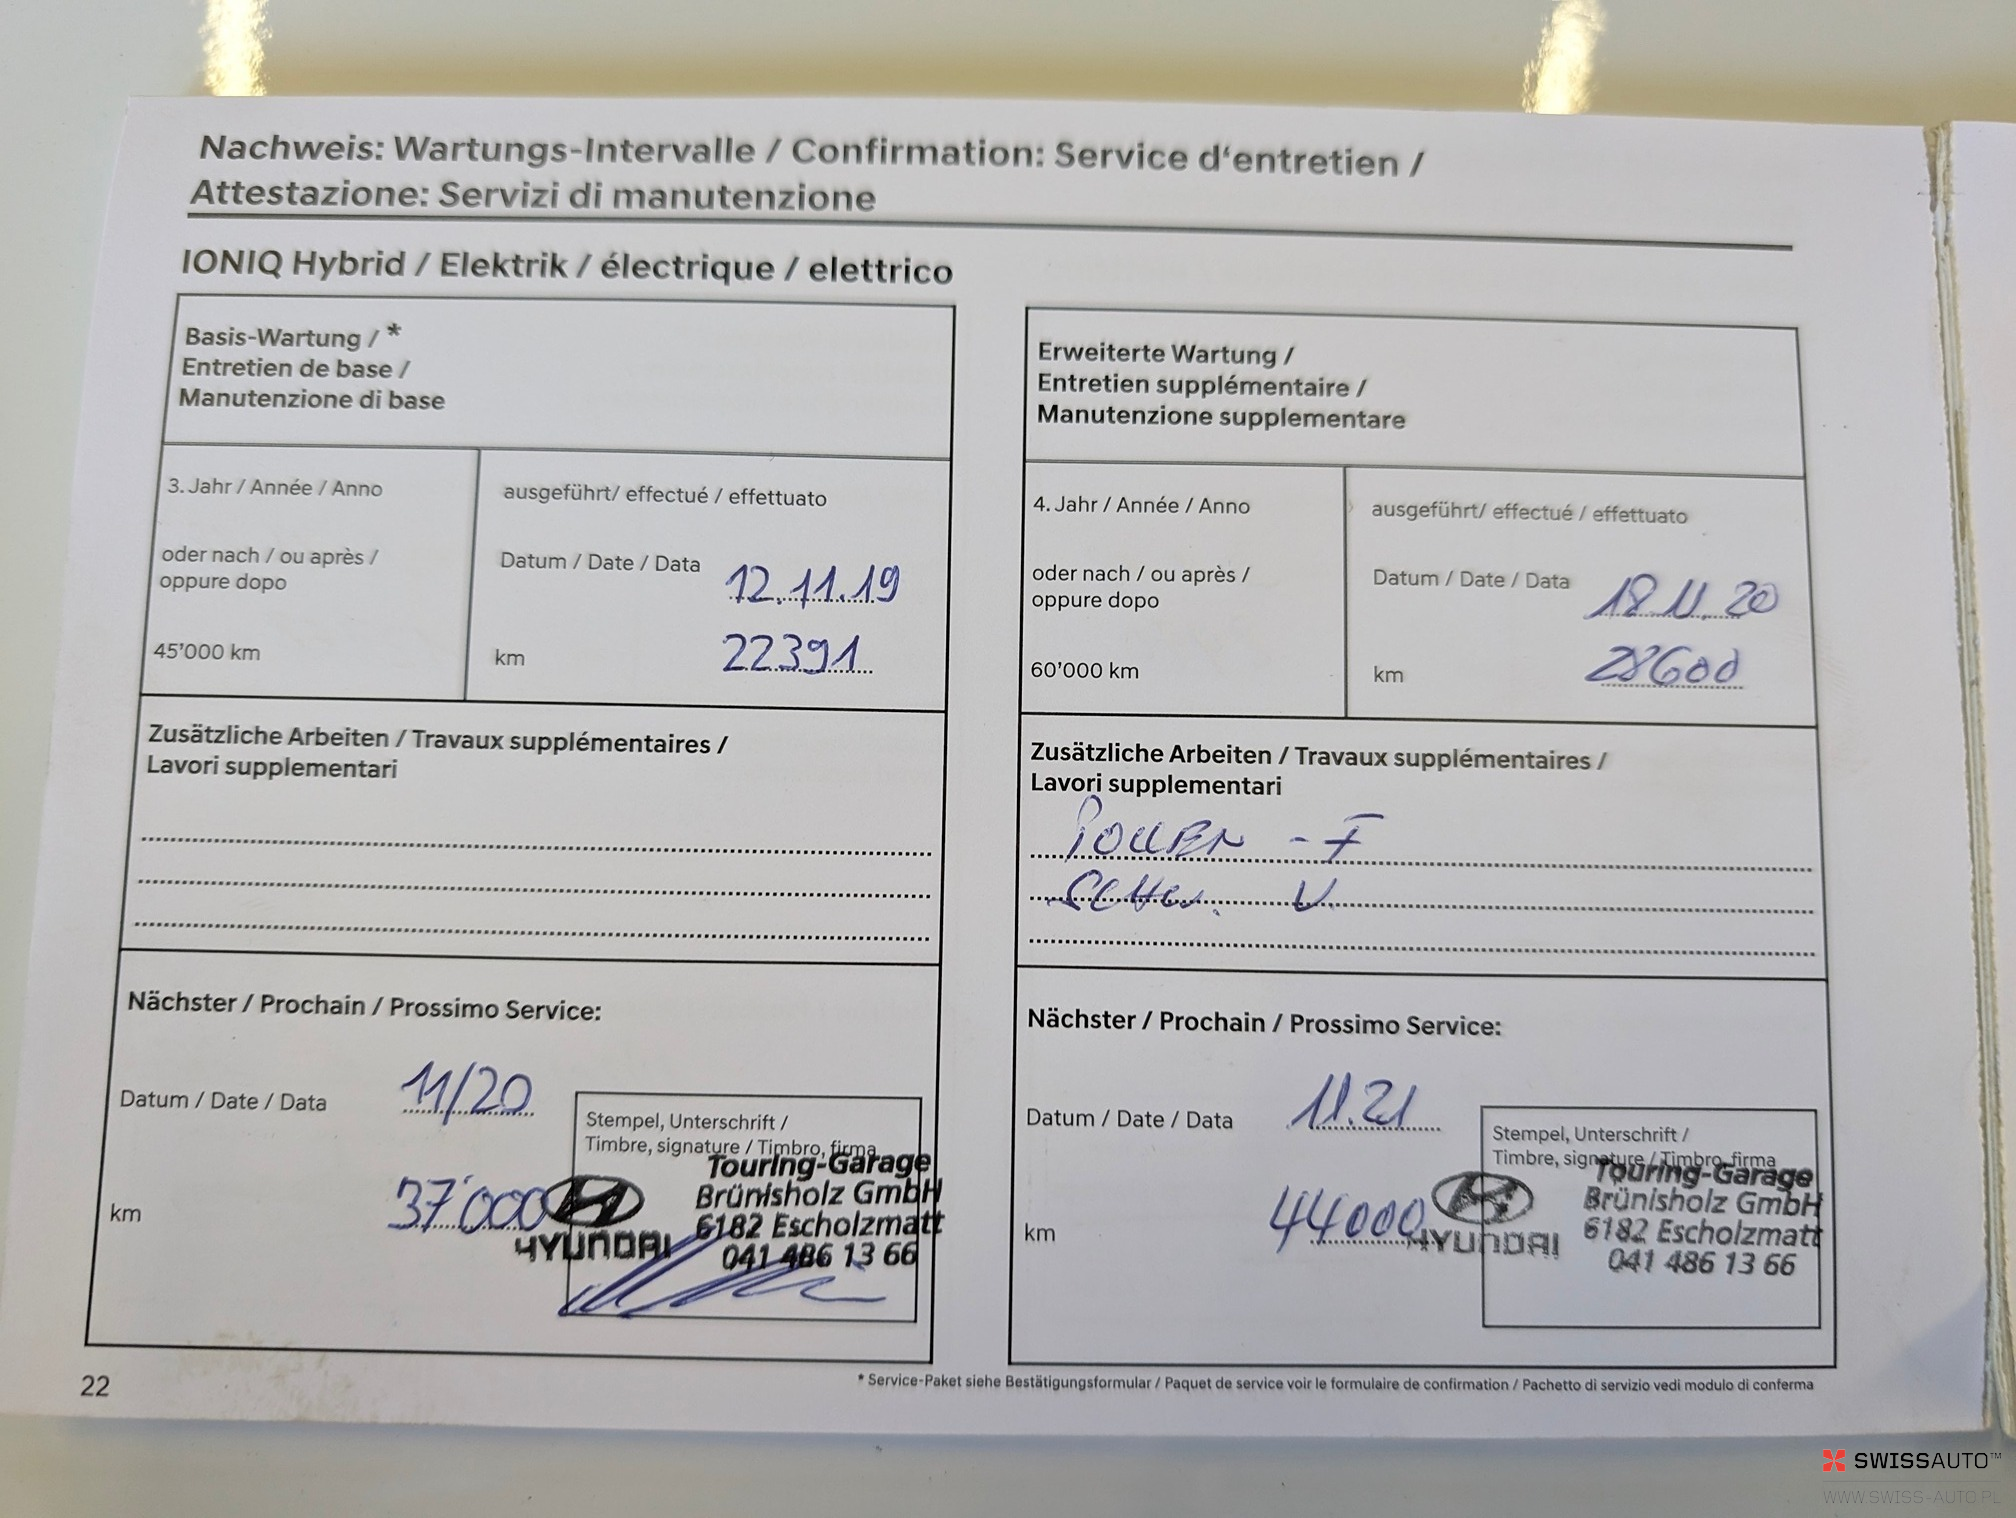 Nachweis: Wartungs-Intervalle / Confirmation: Service d‘entretien /
Attestazione: Servizi di manutenzione
IONIQ Hybrid / Elektrik / électrique / elettrico
Basis-Wartung / *
Entretien de base /
Manutenzione di base
3. Jahr / Année / Anno
oder nach / ou après /
oppure dopo
45’000 km
ausgeführt/ effectué / effettuato
Datum / Date / Data 12.11.19
km 22391
Zusätzliche Arbeiten / Travaux supplémentaires /
Lavori supplementari
Nächster / Prochain / Prossimo Service:
Datum / Date / Data 11/20
km 37'000
Stempel, Unterschrift /
Timbre, signature / Timbro, firma
HYUNDAI
Touring-Garage
Brünisholz GmbH
6182 Escholzmatt
041 486 13 66
Erweiterte Wartung /
Entretien supplémentaire /
Manutenzione supplementare
4. Jahr / Année / Anno
oder nach / ou après /
oppure dopo
60’000 km
ausgeführt/ effectué / effettuato
Datum / Date / Data 18.11.20
km 28600
Zusätzliche Arbeiten / Travaux supplémentaires /
Lavori supplementari
POLLEN - F
Nächster / Prochain / Prossimo Service:
Datum / Date / Data 11.21
km 44000
Stempel, Unterschrift /
Timbre, signature / Timbro, firma
HYUNDAI
Touring-Garage
Brünisholz GmbH
6182 Escholzmatt
041 486 13 66
22
* Service-Paket siehe Bestätigungsformular / Paquet de service voir le formulaire de confirmation / Pachetto di servizio vedi modulo di conferma
SWISSAUTO™
WWW.SWISS-AUTO.PL